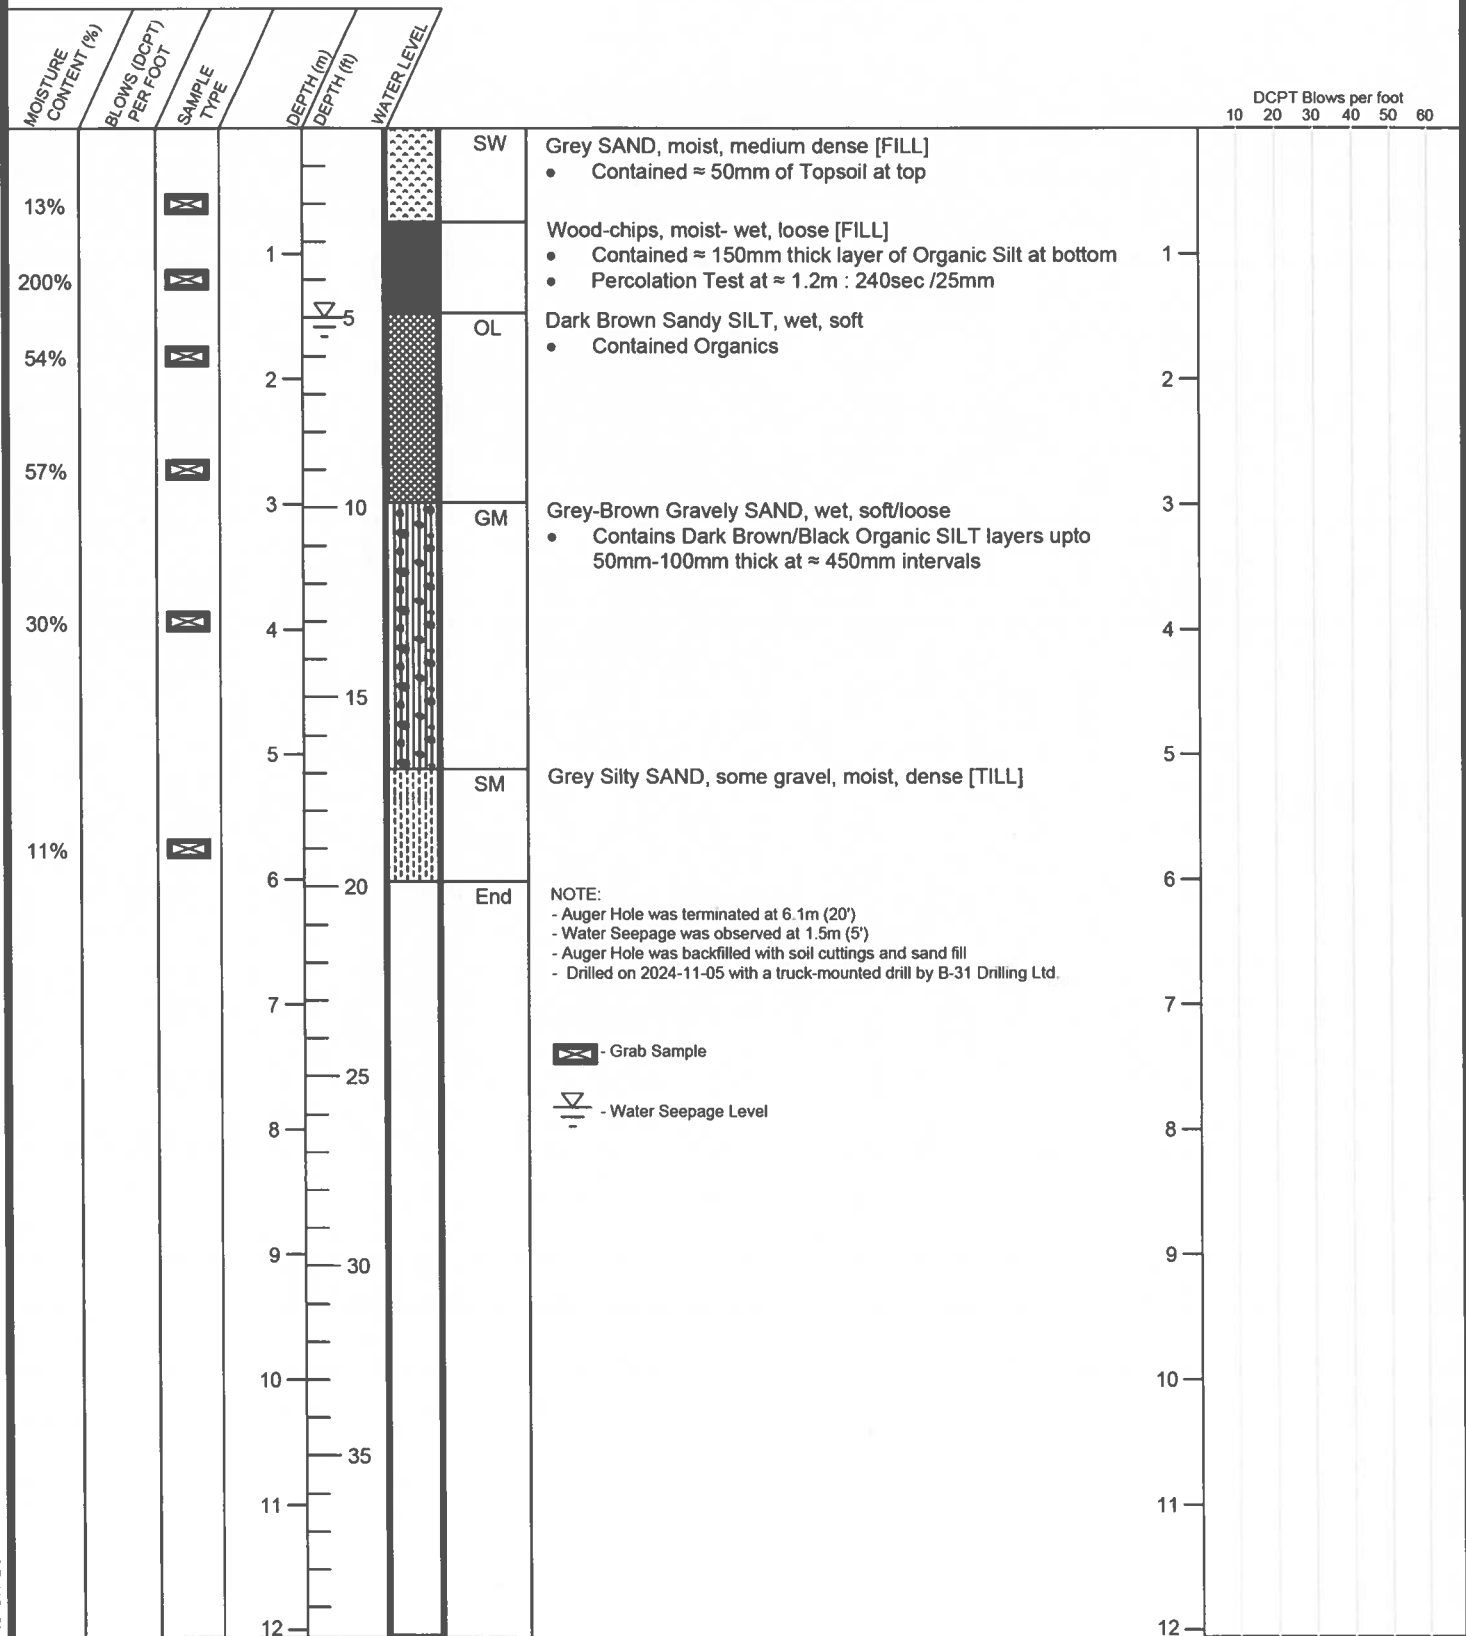 MOISTURE
CONTENT (%)
BLOWS (DCPT)
PER FOOT
SAMPLE
TYPE
DEPTH (m)
DEPTH (ft)
WATER LEVEL
DCPT Blows per foot
10 20 30 40 50 60
SW
Grey SAND, moist, medium dense [FILL]
• Contained ≈ 50mm of Topsoil at top
13%
Wood-chips, moist- wet, loose [FILL]
1
• Contained ≈ 150mm thick layer of Organic Silt at bottom
1
200%
• Percolation Test at ≈ 1.2m : 240sec /25mm
5
OL
Dark Brown Sandy SILT, wet, soft
54%
• Contained Organics
2
2
57%
3
10
3
GM
Grey-Brown Gravely SAND, wet, soft/loose
• Contains Dark Brown/Black Organic SILT layers upto
50mm-100mm thick at ≈ 450mm intervals
30%
4
4
15
5
5
SM
Grey Silty SAND, some gravel, moist, dense [TILL]
11%
6
20
6
End
NOTE:
- Auger Hole was terminated at 6.1m (20')
- Water Seepage was observed at 1.5m (5')
- Auger Hole was backfilled with soil cuttings and sand fill
- Drilled on 2024-11-05 with a truck-mounted drill by B-31 Drilling Ltd.
7
7
- Grab Sample
25
- Water Seepage Level
8
8
9
9
30
10
10
35
11
11
12
12